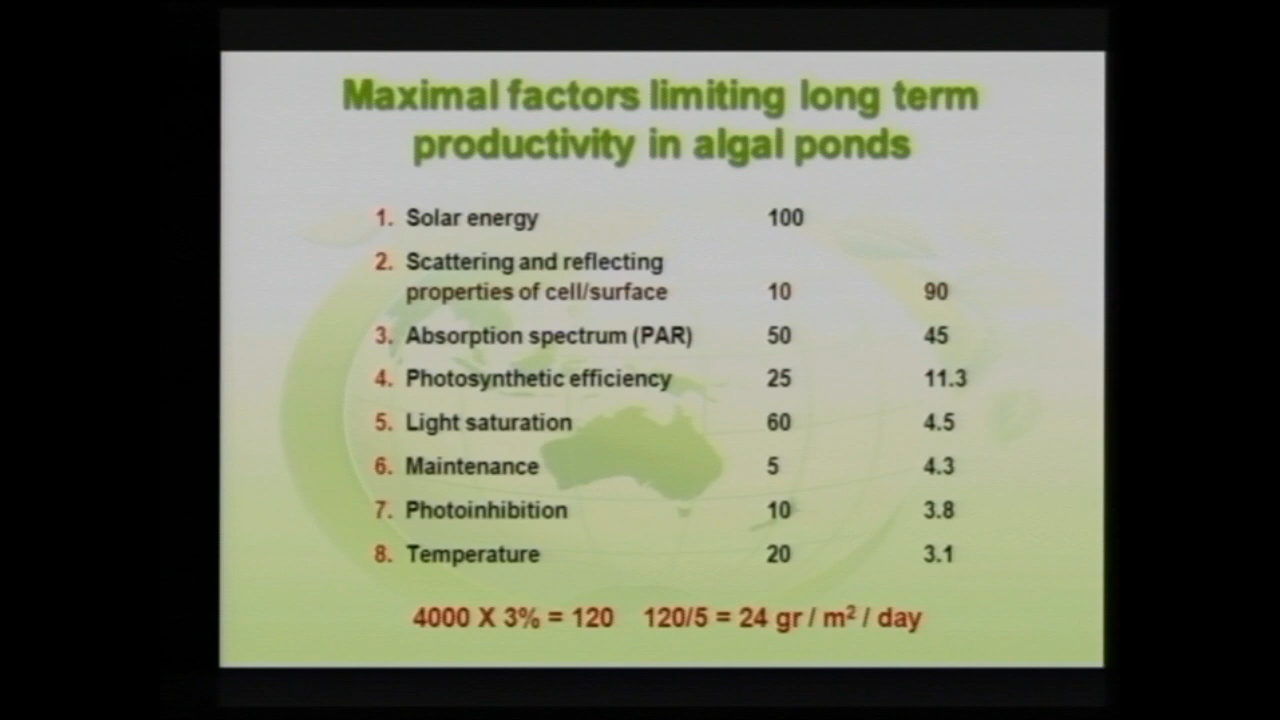 Maximal factors limiting long term
productivity in algal ponds
1. Solar energy 100
2. Scattering and reflecting
properties of cell/surface 10 90
3. Absorption spectrum (PAR) 50 45
4. Photosynthetic efficiency 25 11.3
5. Light saturation 60 4.5
6. Maintenance 5 4.3
7. Photoinhibition 10 3.8
8. Temperature 20 3.1
4000 X 3% = 120 120/5 = 24 gr / m² / day